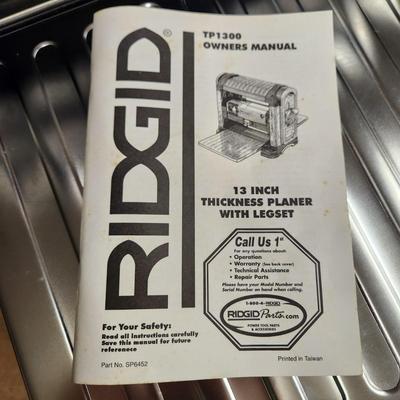 RIDGID®
TP1300
OWNERS MANUAL
13 INCH
THICKNESS PLANER
WITH LEGSET
Call Us 1st
For any questions about:
• Operation
• Warranty (See back cover)
• Technical Assistance
• Repair Parts
Please have your Model Number and
Serial Number on hand when calling.
1-800-4-RIDGID
RIDGIDParts.com
POWER TOOL PARTS
& ACCESSORIES
For Your Safety:
Read all instructions carefully
Save this manual for future
referenece
Part No. SP6452
Printed in Taiwan